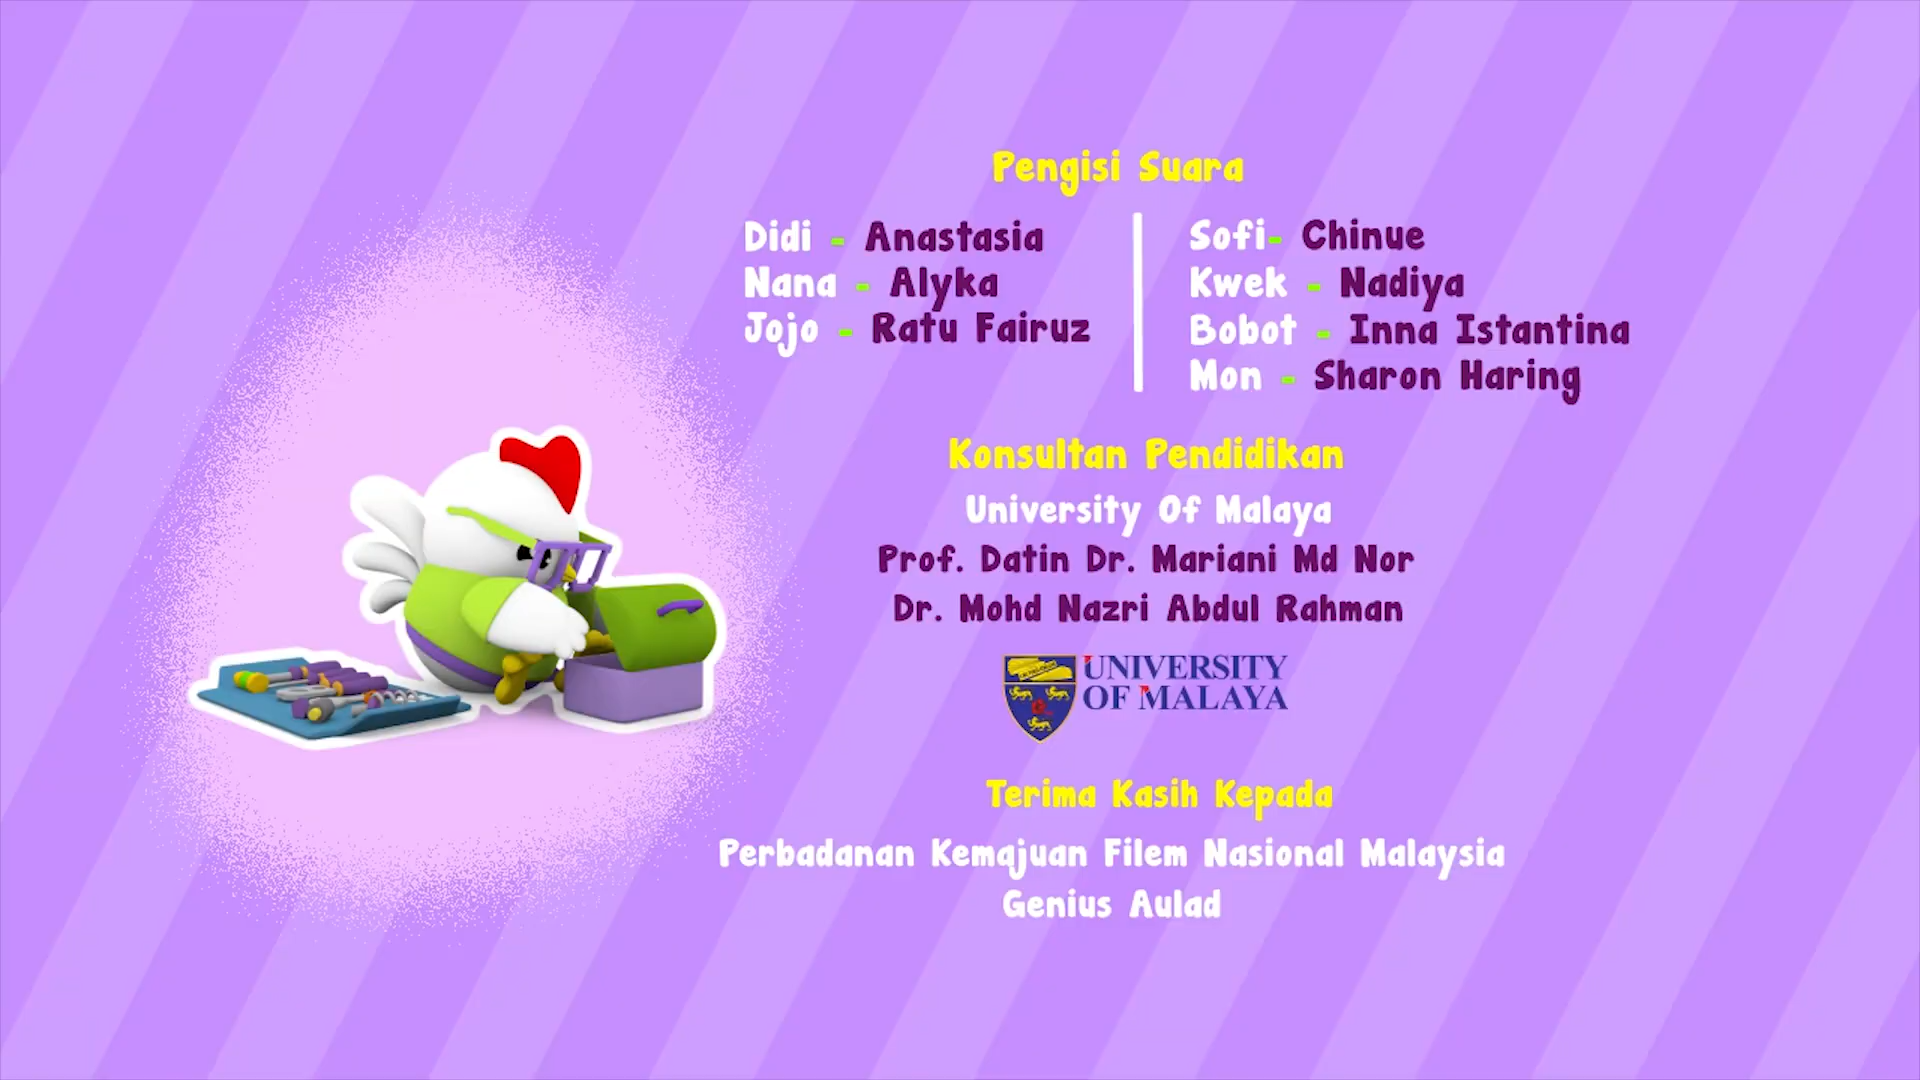 Pengisi Suara
Didi - Anastasia
Nana - Alyka
Jojo - Ratu Fairuz
Sofi- Chinue
Kwek - Nadiya
Bobot - Inna Istantina
Mon - Sharon Haring
Konsultan Pendidikan
University Of Malaya
Prof. Datin Dr. Mariani Md Nor
Dr. Mohd Nazri Abdul Rahman
UNIVERSITY
OF MALAYA
Terima Kasih Kepada
Perbadanan Kemajuan Filem Nasional Malaysia
Genius Aulad